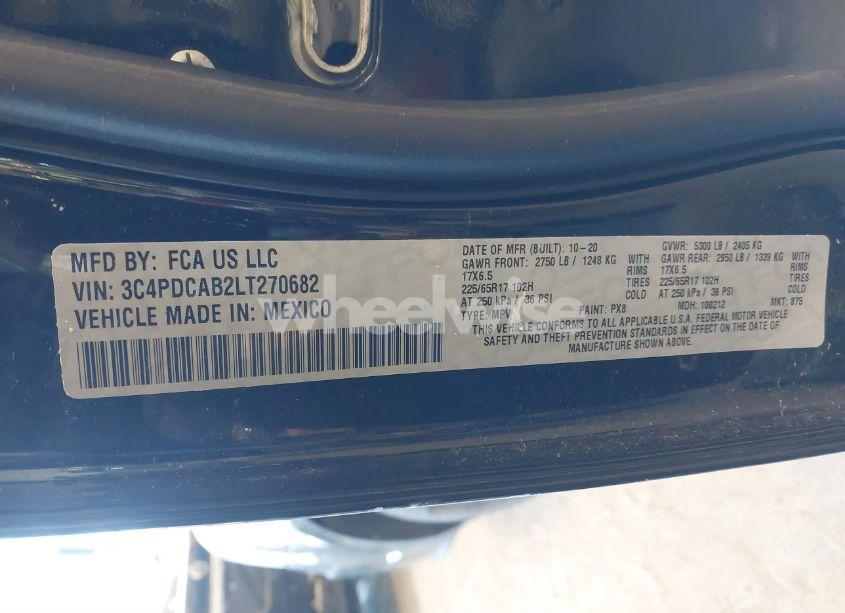 MFD BY: FCA US LLC
VIN: 3C4PDCAB2LT270682
VEHICLE MADE IN: MEXICO
DATE OF MFR (BUILT): 10-20
GAWR FRONT: 2750 LB / 1248 KG WITH
17X6.5 TIRES
225/65R17 102H COLD
AT 250 kPa / 36 PSI
TYPE: MPV PAINT: PX8
GVWR: 5300 LB / 2405 KG
GAWR REAR: 2950 LB / 1339 KG WITH
17X6.5 TIRES
225/65R17 102H COLD
AT 250 kPa / 36 PSI
MDH: 100212 MKT: 875
THIS VEHICLE CONFORMS TO ALL APPLICABLE U.S.A. FEDERAL MOTOR VEHICLE
SAFETY AND THEFT PREVENTION STANDARDS IN EFFECT ON THE DATE OF
MANUFACTURE SHOWN ABOVE.
wheelwise